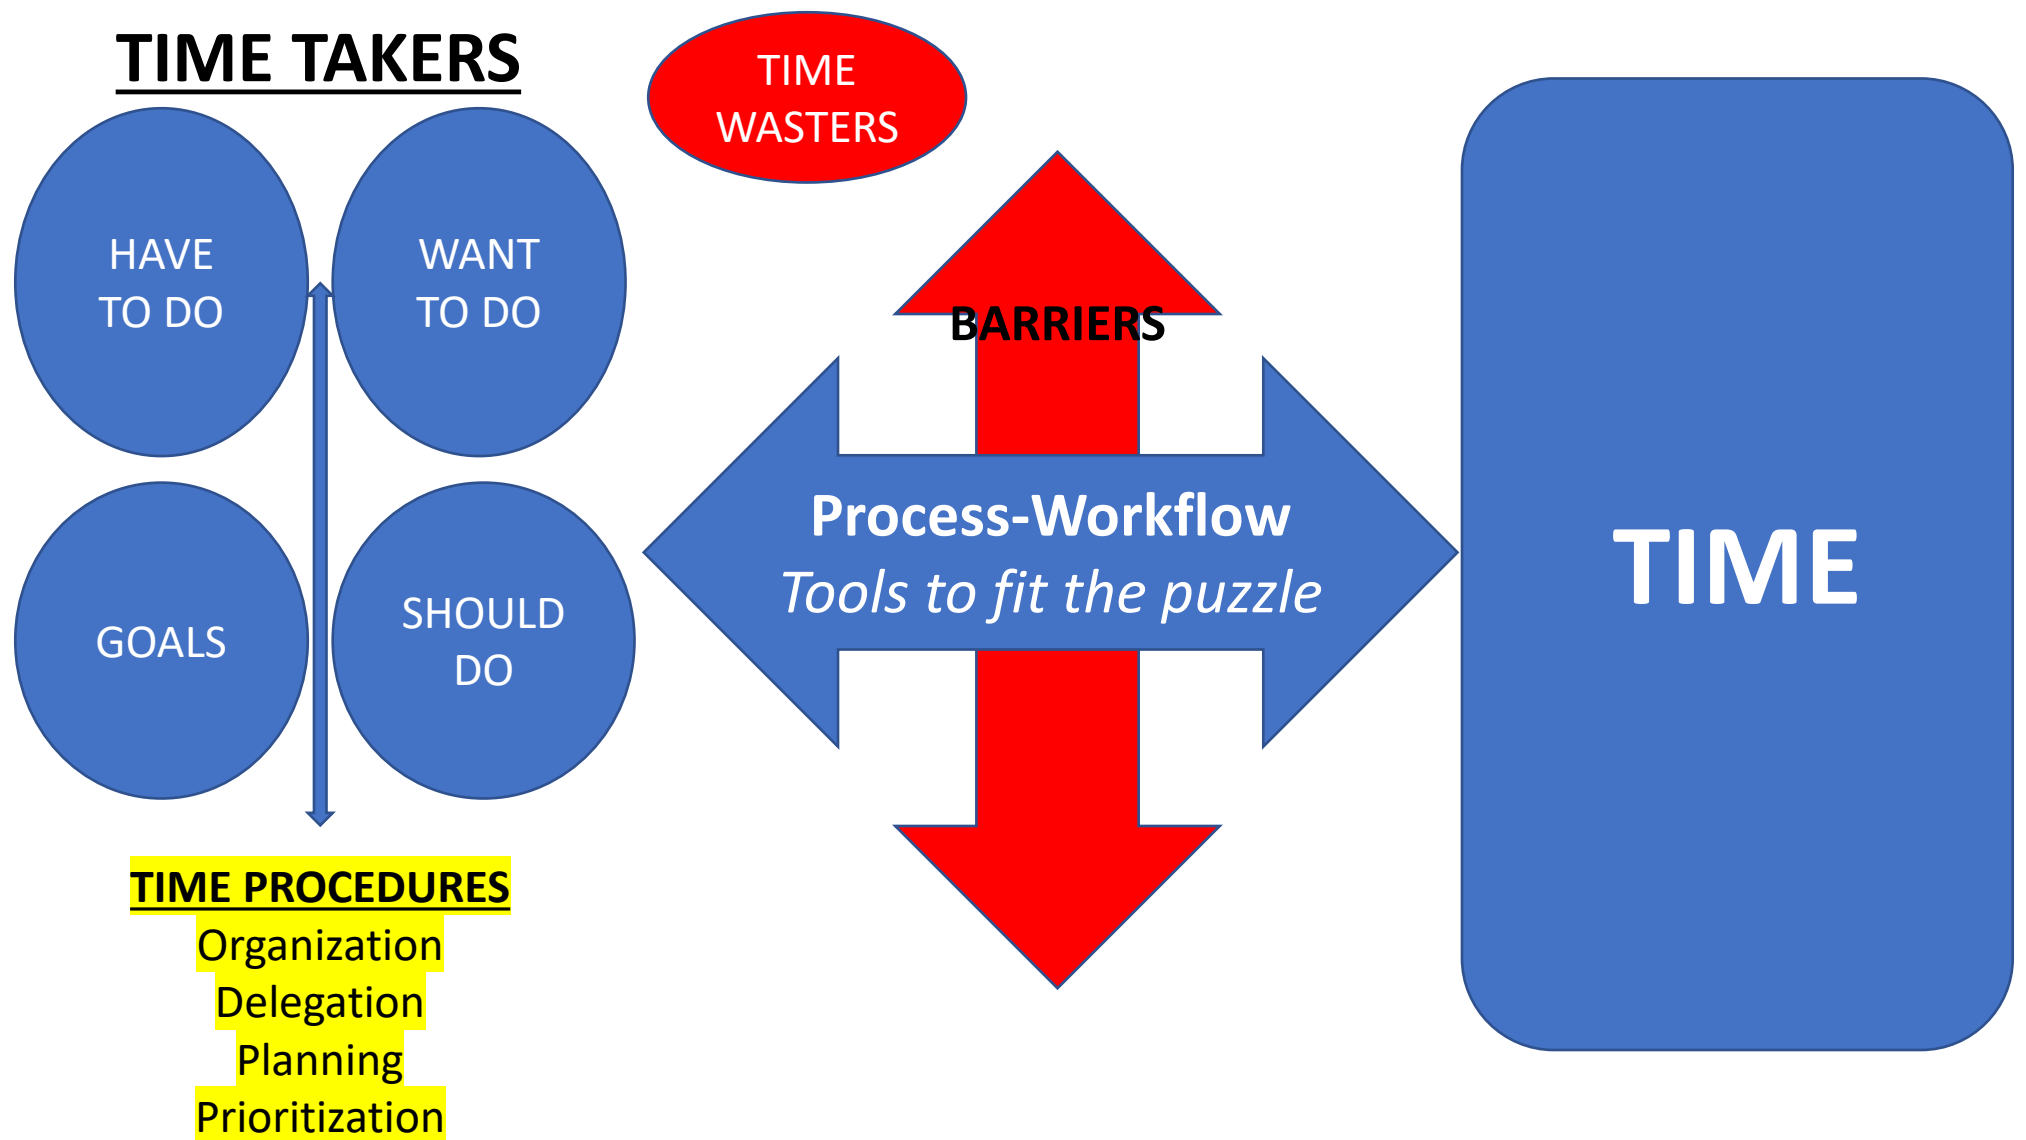 TIME TAKERS
HAVE
TO DO
WANT
TO DO
GOALS
SHOULD
DO
TIME PROCEDURES
Organization
Delegation
Planning
Prioritization
TIME
WASTERS
BARRIERS
Process-Workflow
Tools to fit the puzzle
TIME